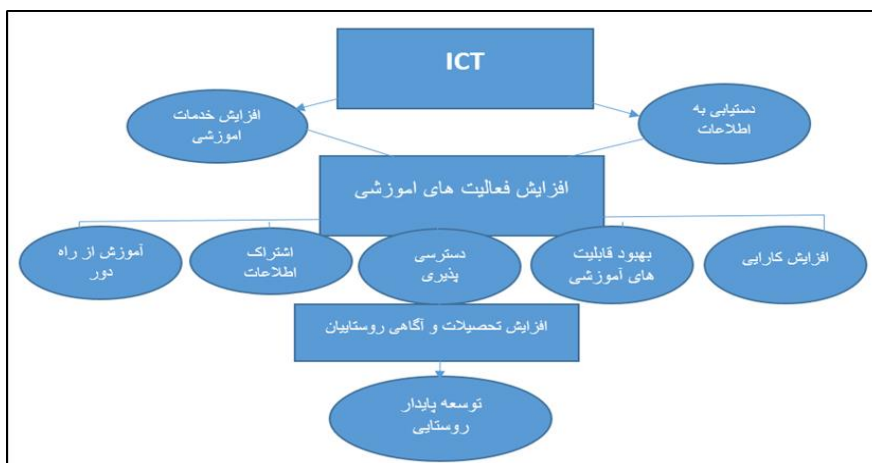 ICT
دستیابی به
اطلاعات
افزایش خدمات
اموزشی
افزایش فعالیت های اموزشی
افزایش کارایی
بهبود قابلیت
های آموزشی
دسترسی
پذیری
اشتراک
اطلاعات
آموزش از راه
دور
افزایش تحصیلات و آگاهی روستاییان
توسعه پایدار
روستایی